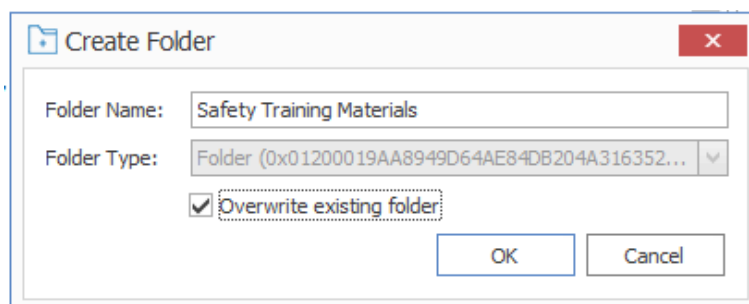 Create Folder
Folder Name: Safety Training Materials
Folder Type: Folder (0x01200019AA8949D64AE84DB204A316352...
Overwrite existing folder
OK Cancel